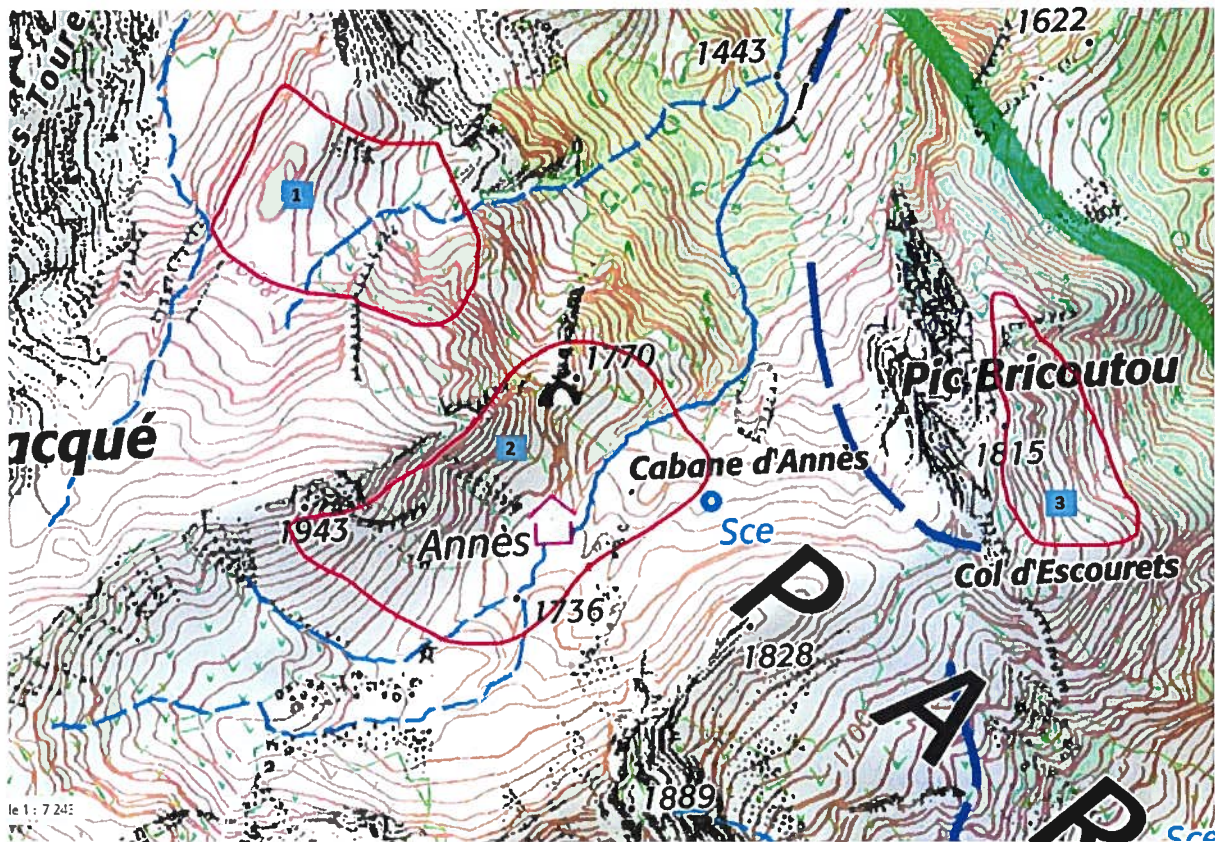 1622
1443
1
1770
Pic Bricoutou
acqué
2
Cabane d'Annès
1815
3
1943
Annès
Sce
Col d'Escourets
P
1736
1828
A
1700
1889
le 1 : 7 243
R
Sce